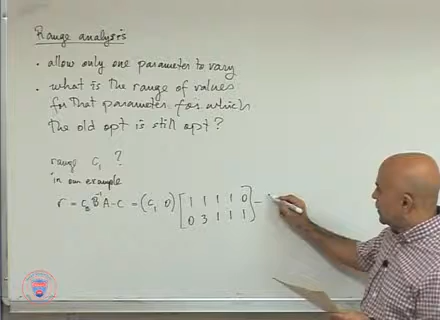 Range analysis
• allow only one parameter to vary
• what is the range of values
for that parameter for which
the old opt is still opt ?
range c₁ ?
in our example
r = c_B B⁻¹ A - c = (c₁ 0) [1 1 1 1 0] -
[0 3 1 1 1]